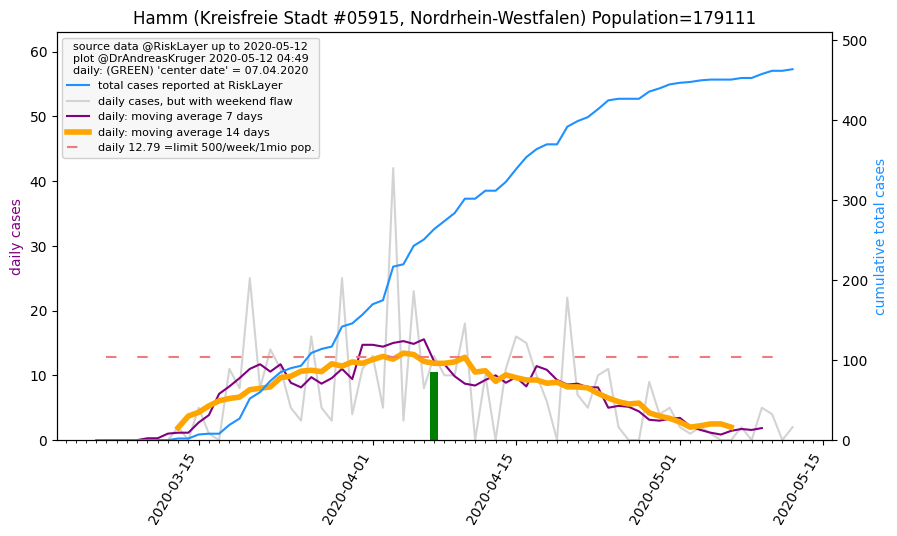 Hamm (Kreisfreie Stadt #05915, Nordrhein-Westfalen) Population=179111
source data @RiskLayer up to 2020-05-12
plot @DrAndreasKruger 2020-05-12 04:49
daily: (GREEN) 'center date' = 07.04.2020
total cases reported at RiskLayer
daily cases, but with weekend flaw
daily: moving average 7 days
daily: moving average 14 days
daily 12.79 =limit 500/week/1mio pop.
daily cases
60
50
40
30
20
10
0
cumulative total cases
500
400
300
200
100
0
2020-03-15
2020-04-01
2020-04-15
2020-05-01
2020-05-15